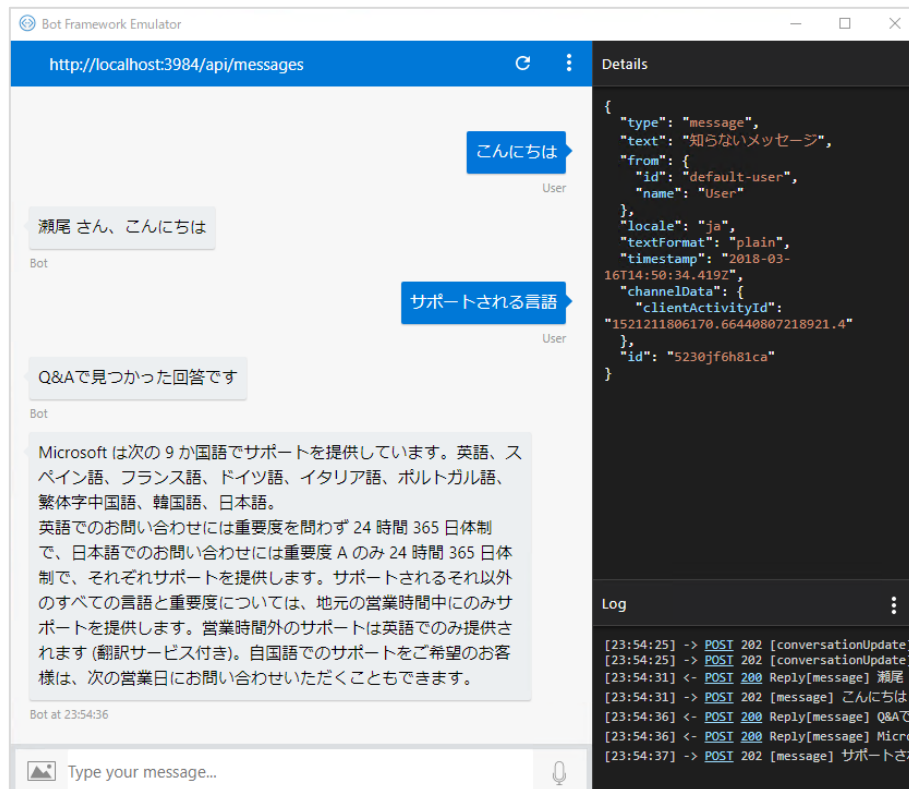 Bot Framework Emulator
http://localhost:3984/api/messages
こんにちは
User
瀬尾 さん、こんにちは
Bot
サポートされる言語
User
Q&Aで見つかった回答です
Bot
Microsoft は次の 9 か国語でサポートを提供しています。英語、ス
ペイン語、フランス語、ドイツ語、イタリア語、ポルトガル語、
繁体字中国語、韓国語、日本語。
英語でのお問い合わせには重要度を問わず 24 時間 365 日体制
で、日本語でのお問い合わせには重要度 A のみ 24 時間 365 日体
制で、それぞれサポートを提供します。サポートされるそれ以外
のすべての言語と重要度については、地元の営業時間中にのみサ
ポートを提供します。営業時間外のサポートは英語でのみ提供さ
れます (翻訳サービス付き)。自国語でのサポートをご希望のお客
様は、次の営業日にお問い合わせいただくこともできます。
Bot at 23:54:36
Type your message...
Details
{
"type": "message",
"text": "知らないメッセージ",
"from": {
"id": "default-user",
"name": "User"
},
"locale": "ja",
"textFormat": "plain",
"timestamp": "2018-03-
16T14:50:34.419Z",
"channelData": {
"clientActivityId":
"1521211806170.66440807218921.4"
},
"id": "5230jf6h81ca"
}
Log
[23:54:25] -> POST 202 [conversationUpdate]
[23:54:25] -> POST 202 [conversationUpdate]
[23:54:31] <- POST 200 Reply[message] 瀬尾
[23:54:31] -> POST 202 [message] こんにちは
[23:54:36] <- POST 200 Reply[message] Q&Aで
[23:54:36] <- POST 200 Reply[message] Micro
[23:54:37] -> POST 202 [message] サポートさ